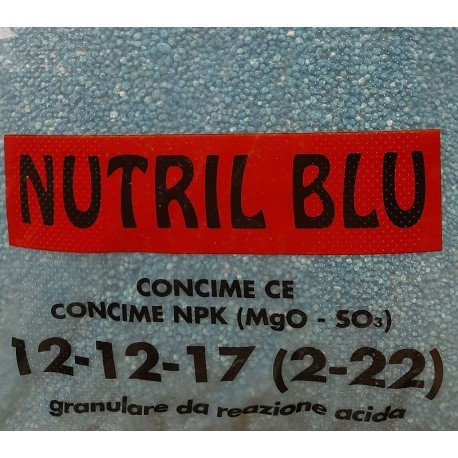 NUTRIL BLU
CONCIME CE
CONCIME NPK (MgO - SO₃)
12-12-17 (2-22)
granulare da reazione acida